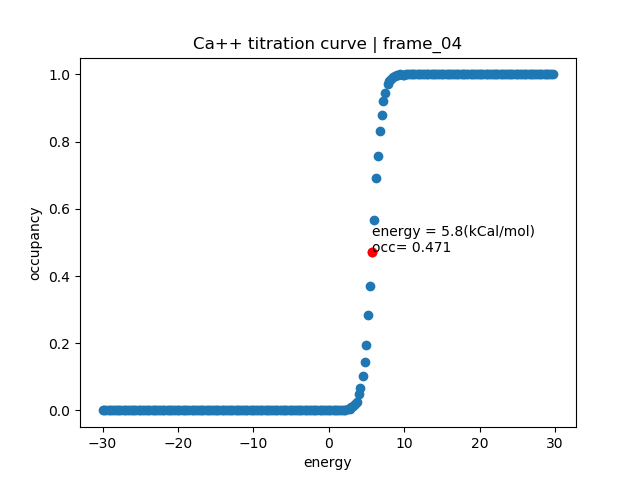 Ca++ titration curve | frame_04
occupancy
1.0
0.8
0.6
0.4
0.2
0.0
energy = 5.8(kCal/mol)
occ= 0.471
−30 −20 −10 0 10 20 30
energy